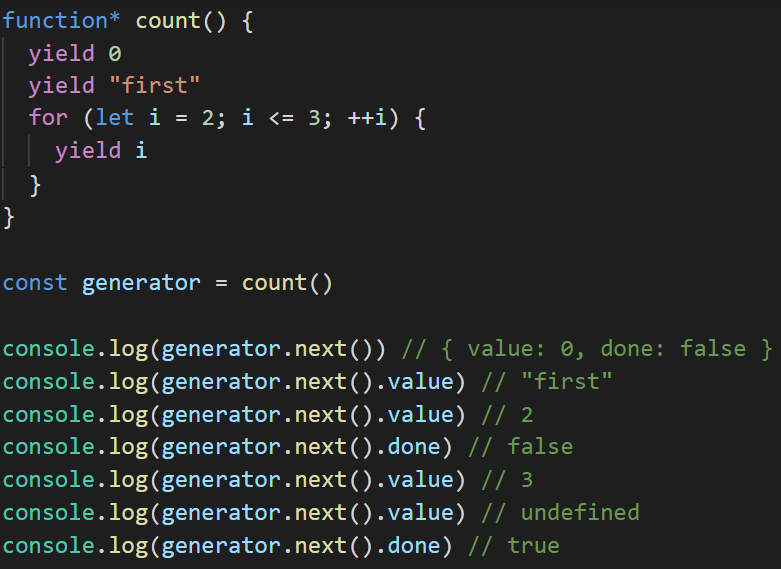 function* count() {
  yield 0
  yield "first"
  for (let i = 2; i <= 3; ++i) {
    yield i
  }
}

const generator = count()

console.log(generator.next()) // { value: 0, done: false }
console.log(generator.next().value) // "first"
console.log(generator.next().value) // 2
console.log(generator.next().done) // false
console.log(generator.next().value) // 3
console.log(generator.next().value) // undefined
console.log(generator.next().done) // true